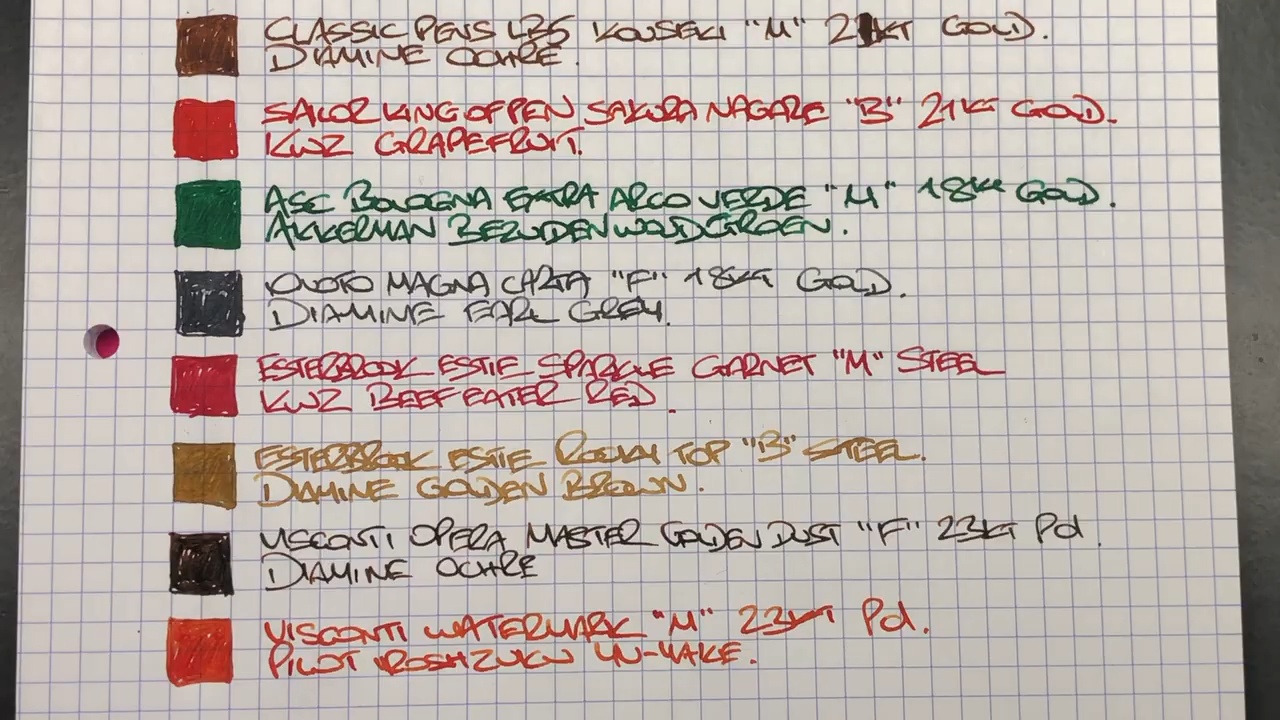 CLASSIC PENS LB5 KOUSEKI "M" 21KT GOLD.
DIAMINE OCHRE.
SAILOR KING OF PEN SAKURA NAGARE "B" 21KT GOLD.
KWZ GRAPEFRUIT.
ASC BOLOGNA EXTRA ARCO VERDE "M" 18KT GOLD.
AKKERMAN BEZUIDENWOUDGROEN.
ONOTO MAGNA CARTA "F" 18KT GOLD.
DIAMINE EARL GREY.
ESTERBROOK ESTIE SPARKLE GARNET "M" STEEL
KWZ BEEFEATER RED.
ESTERBROOK ESTIE ROCKY TOP "B" STEEL.
DIAMINE GOLDEN BROWN.
VISCONTI OPERA MASTER GOLDEN DUST "F" 23KT Pd.
DIAMINE OCHRE
VISCONTI WATERMARK "M" 23KT Pd.
PILOT IROSHIZUKU YU-YAKE.